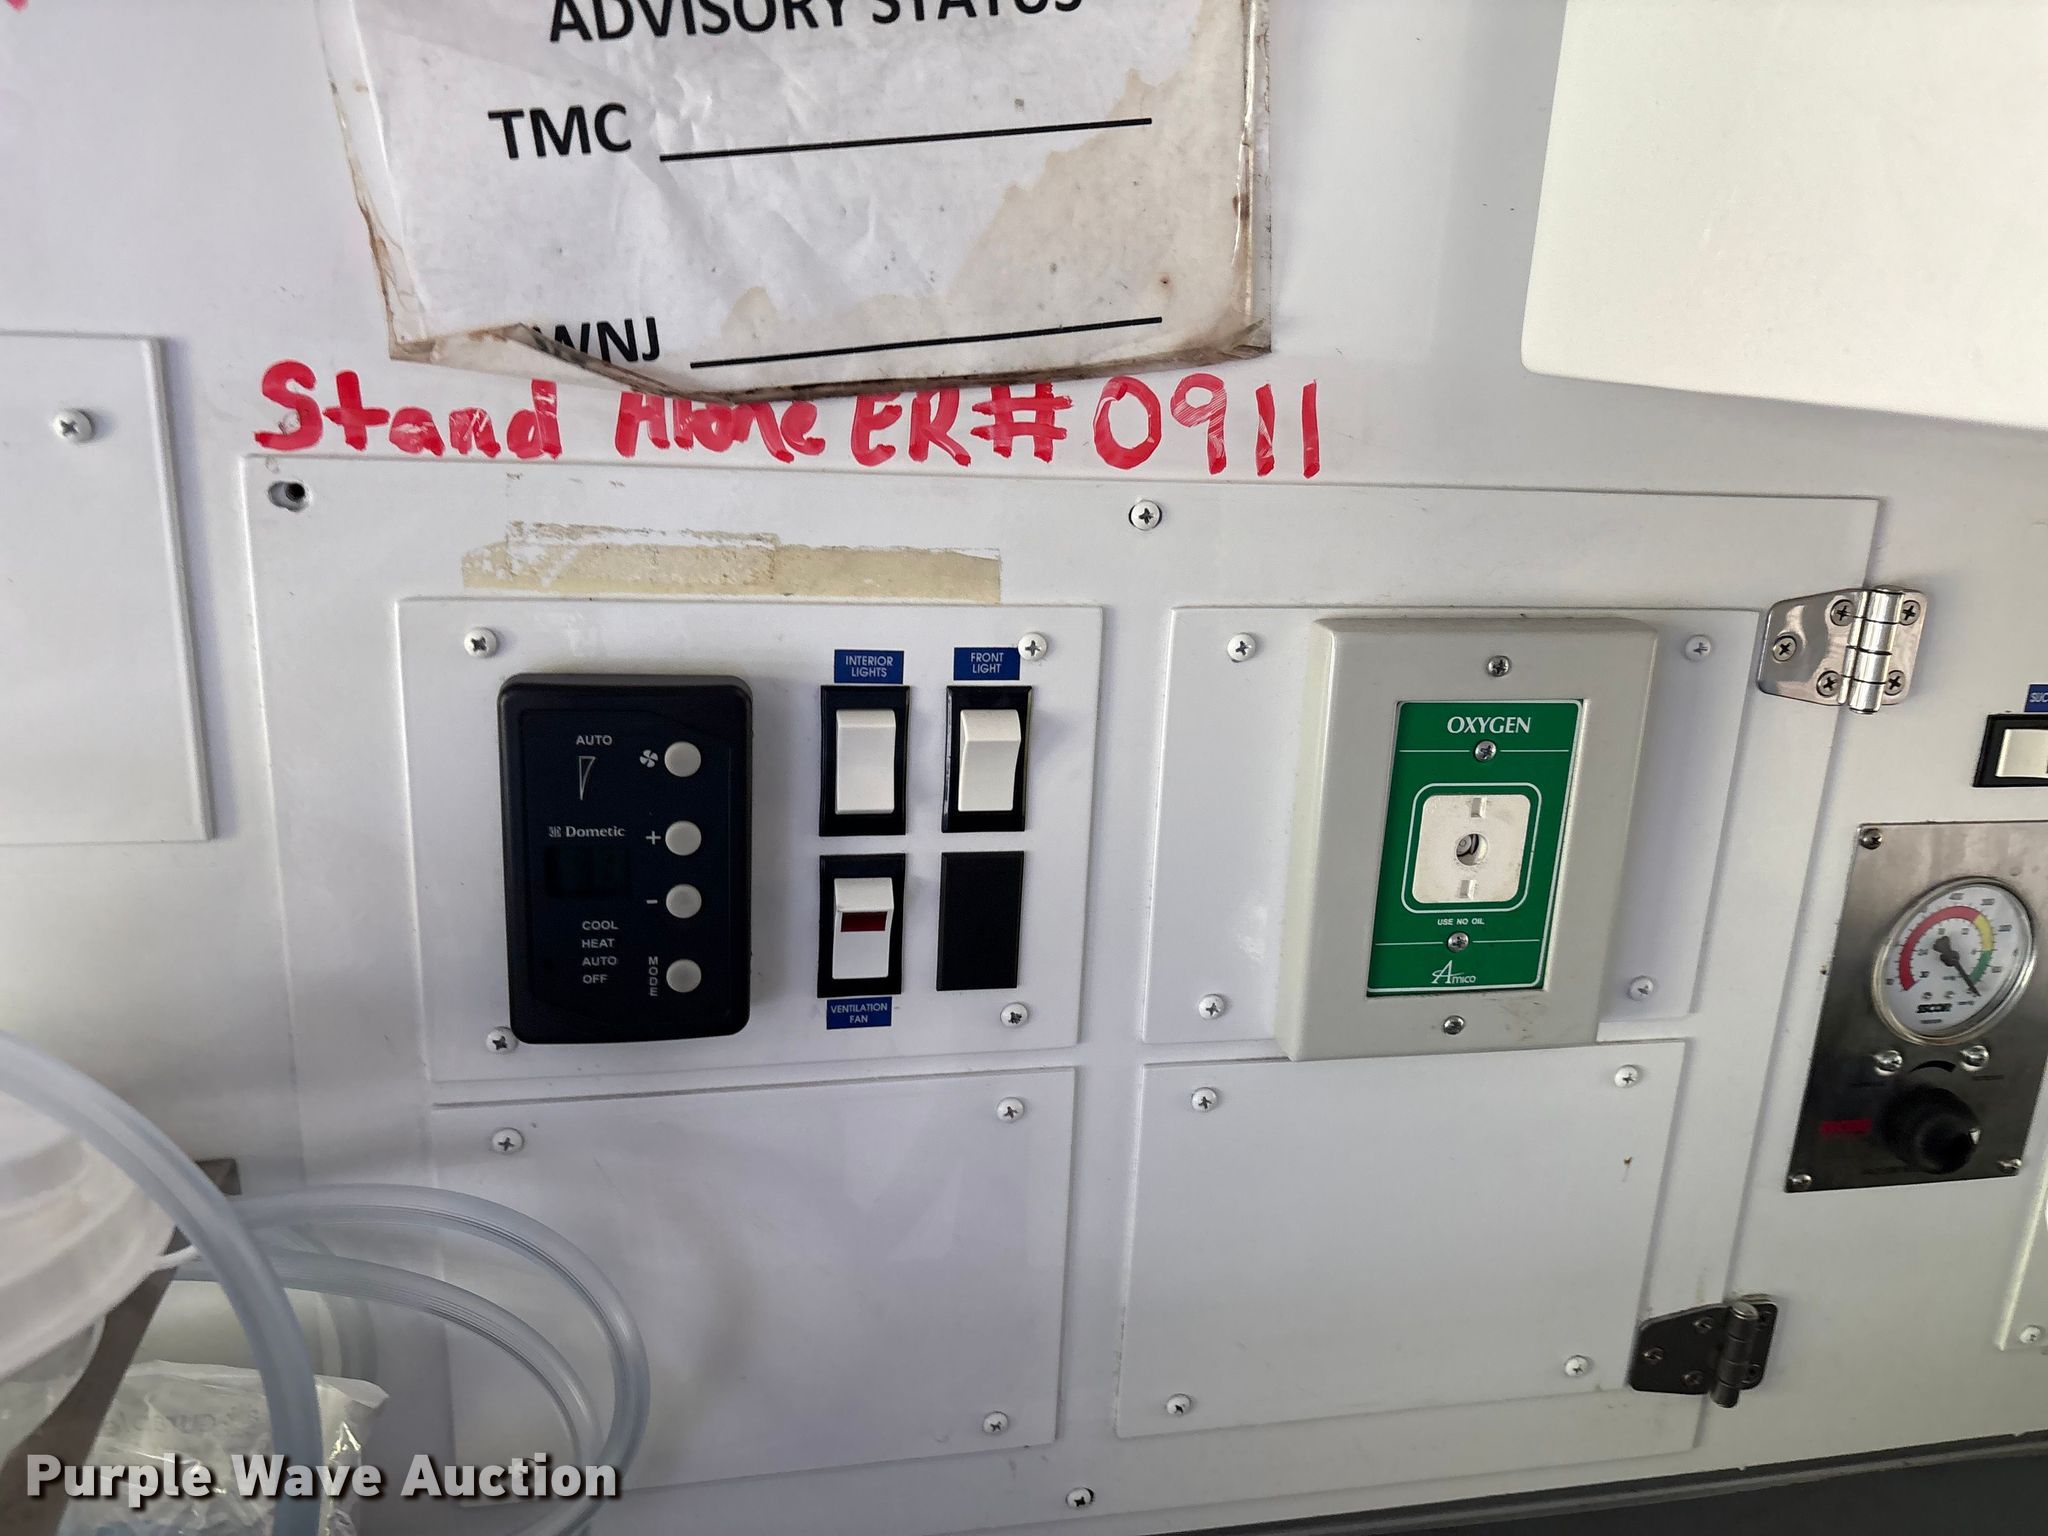 ADVISORY STATUS
TMC
WNJ
Stand Alone ER#0911
INTERIOR
LIGHTS
FRONT
LIGHT
AUTO
Dometic
+
-
COOL
HEAT
AUTO
OFF
MODE
VENTILATION
FAN
OXYGEN
USE NO OIL
Amico
SSCOR
Purple Wave Auction